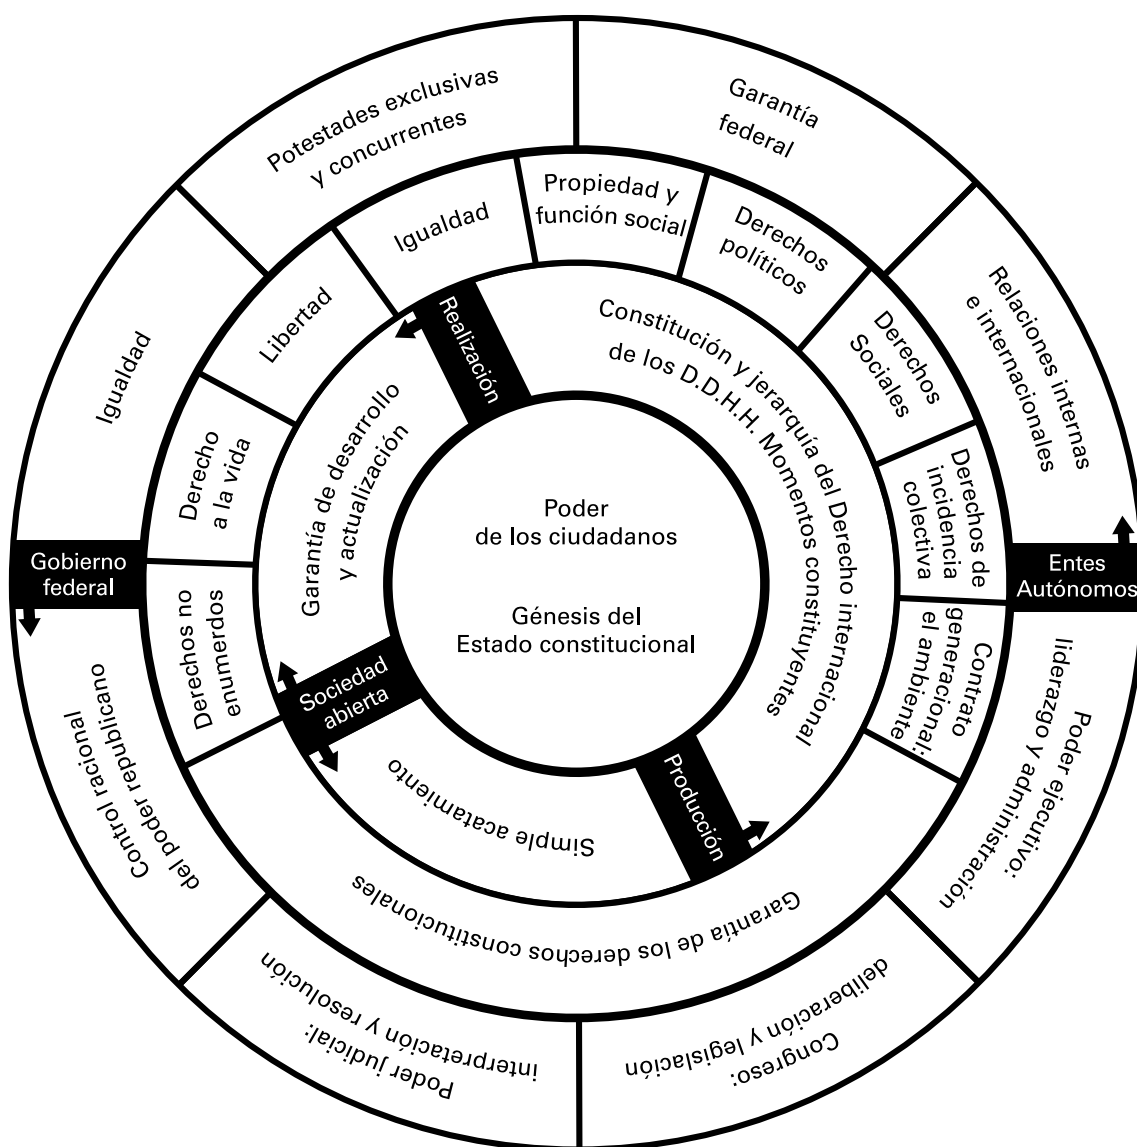 Potestades exclusivas
y concurrentes
Garantía
federal
Relaciones internas
e internacionales
Entes
Autónomos
Poder ejecutivo:
liderazgo y administración
Congreso:
deliberación y legislación
Poder judicial:
interpretación y resolución
Control racional
del poder republicano
Gobierno
federal
Igualdad
Derechos no
enumerdos
Derecho
a la vida
Libertad
Igualdad
Propiedad y
función social
Derechos
políticos
Derechos
Sociales
Derechos de
incidencia
colectiva
Contrato
generacional:
el ambiente
Garantía de los derechos constitucionales
Realización
Constitución y jerarquía del Derecho internacional
de los D.D.H.H. Momentos constituyentes
Producción
Simple acatamiento
Sociedad
abierta
Garantía de desarrollo
y actualización
Poder
de los ciudadanos
Génesis del
Estado constitucional